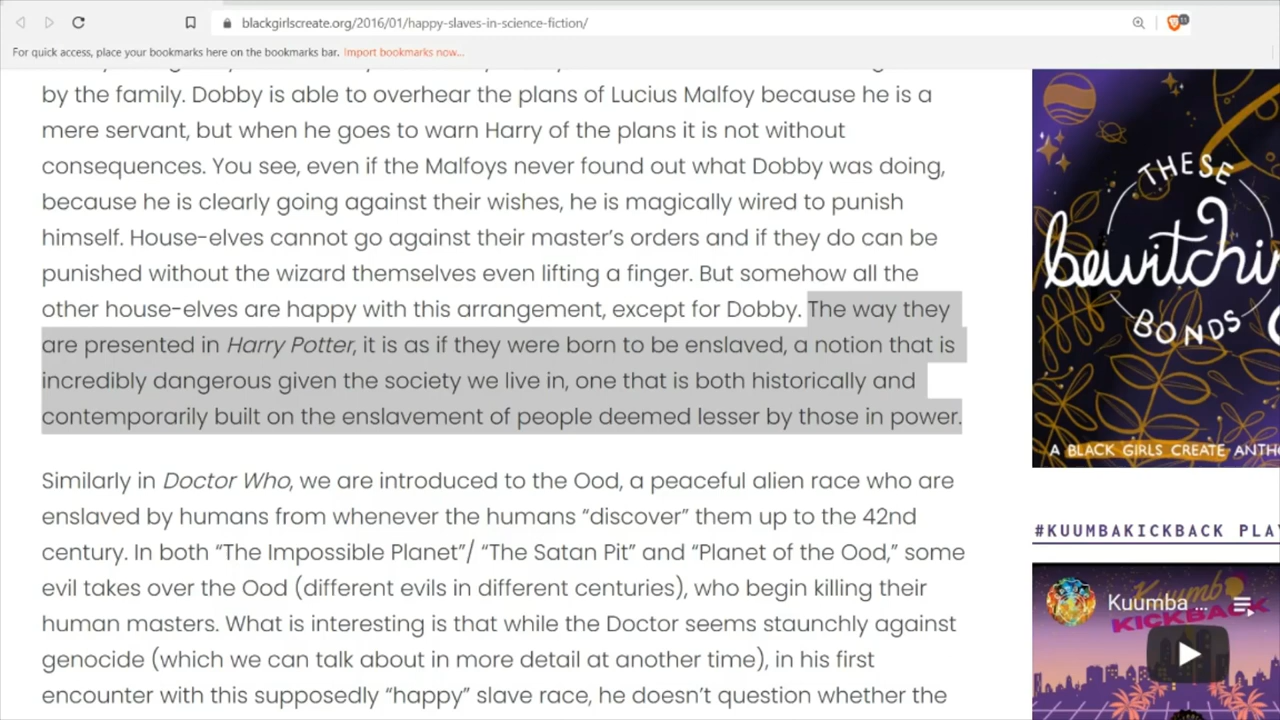 blackgirlscreate.org/2016/01/happy-slaves-in-science-fiction/
11
For quick access, place your bookmarks here on the bookmarks bar. Import bookmarks now...
by the family. Dobby is able to overhear the plans of Lucius Malfoy because he is a
mere servant, but when he goes to warn Harry of the plans it is not without
consequences. You see, even if the Malfoys never found out what Dobby was doing,
because he is clearly going against their wishes, he is magically wired to punish
himself. House-elves cannot go against their master's orders and if they do can be
punished without the wizard themselves even lifting a finger. But somehow all the
other house-elves are happy with this arrangement, except for Dobby. The way they
are presented in Harry Potter, it is as if they were born to be enslaved, a notion that is
incredibly dangerous given the society we live in, one that is both historically and
contemporarily built on the enslavement of people deemed lesser by those in power.
Similarly in Doctor Who, we are introduced to the Ood, a peaceful alien race who are
enslaved by humans from whenever the humans “discover” them up to the 42nd
century. In both “The Impossible Planet”/ “The Satan Pit” and “Planet of the Ood,” some
evil takes over the Ood (different evils in different centuries), who begin killing their
human masters. What is interesting is that while the Doctor seems staunchly against
genocide (which we can talk about in more detail at another time), in his first
encounter with this supposedly “happy” slave race, he doesn't question whether the
THESE
bewitchi
BONDS
A BLACK GIRLS CREATE ANTH
#KUUMBAKICKBACK PLA
Kuumba ...
Kuumb
KICKBACK